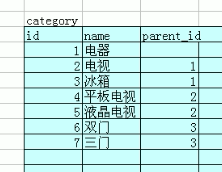 category
id name parent_id
1 电器
2 电视 1
3 冰箱 1
4 平板电视 2
5 液晶电视 2
6 双门 3
7 三门 3